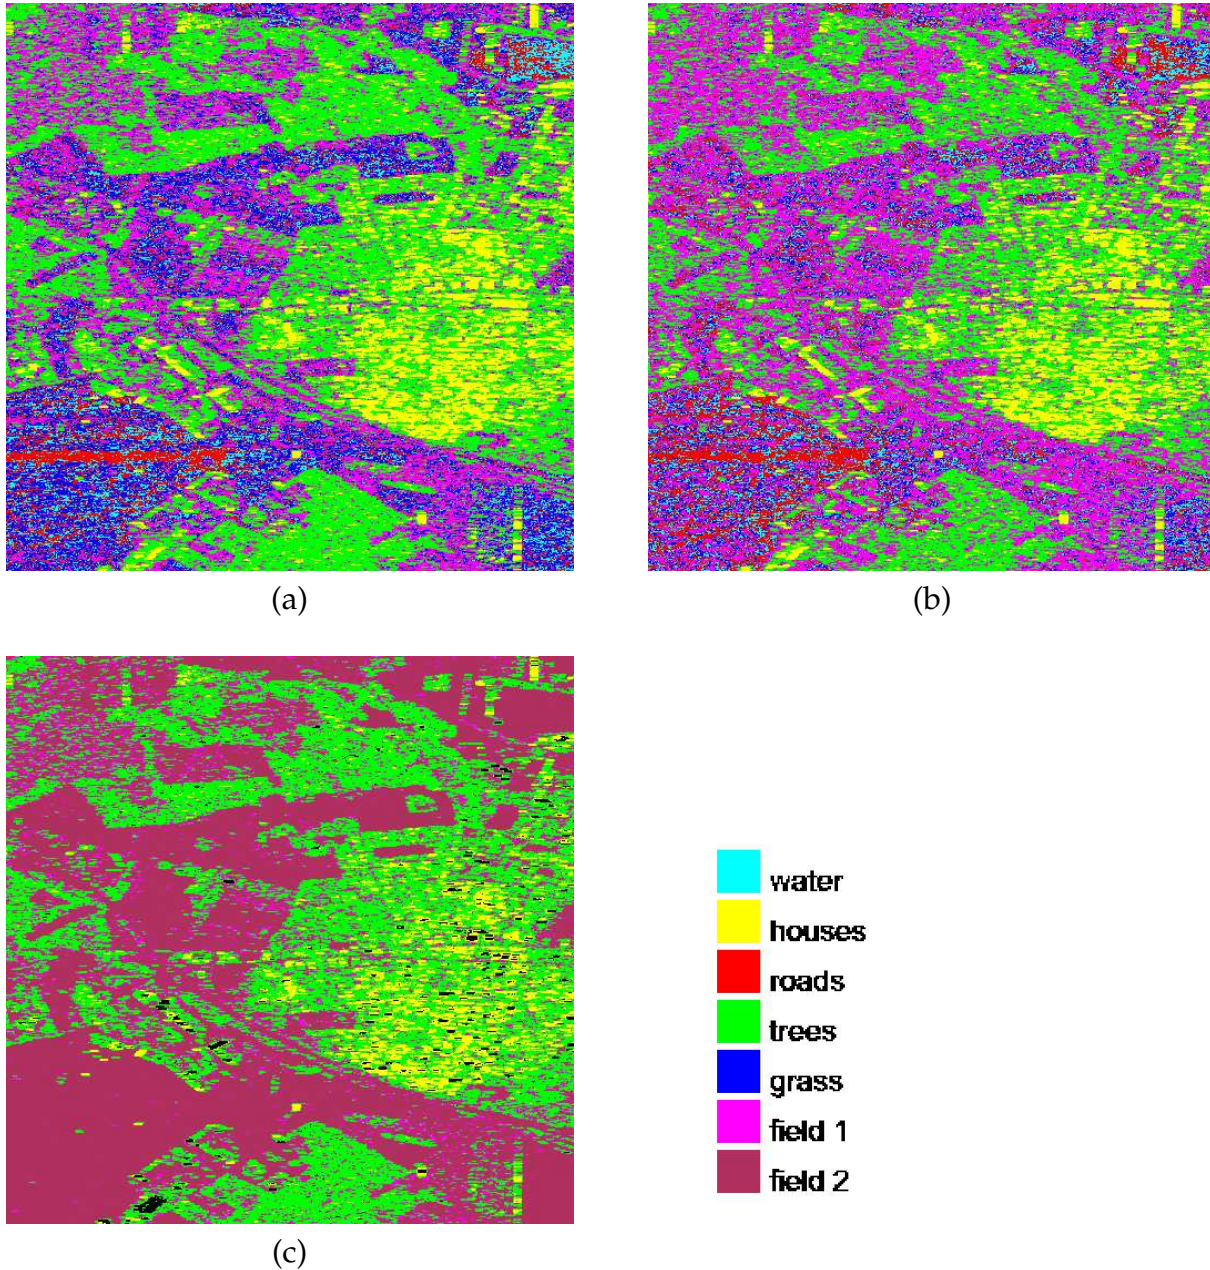 (a)
(b)
water
houses
roads
trees
grass
field 1
field 2
(c)